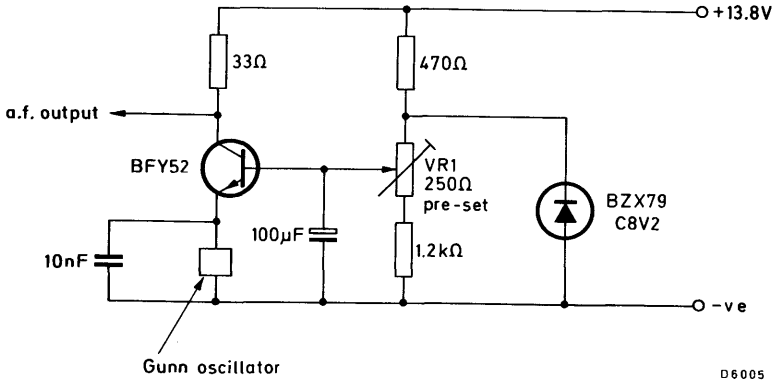 +13.8V
33Ω
470Ω
a.f. output
BFY52
VR1
250Ω
pre-set
BZX79
C8V2
100μF
10nF
1.2kΩ
-ve
Gunn oscillator
D6005